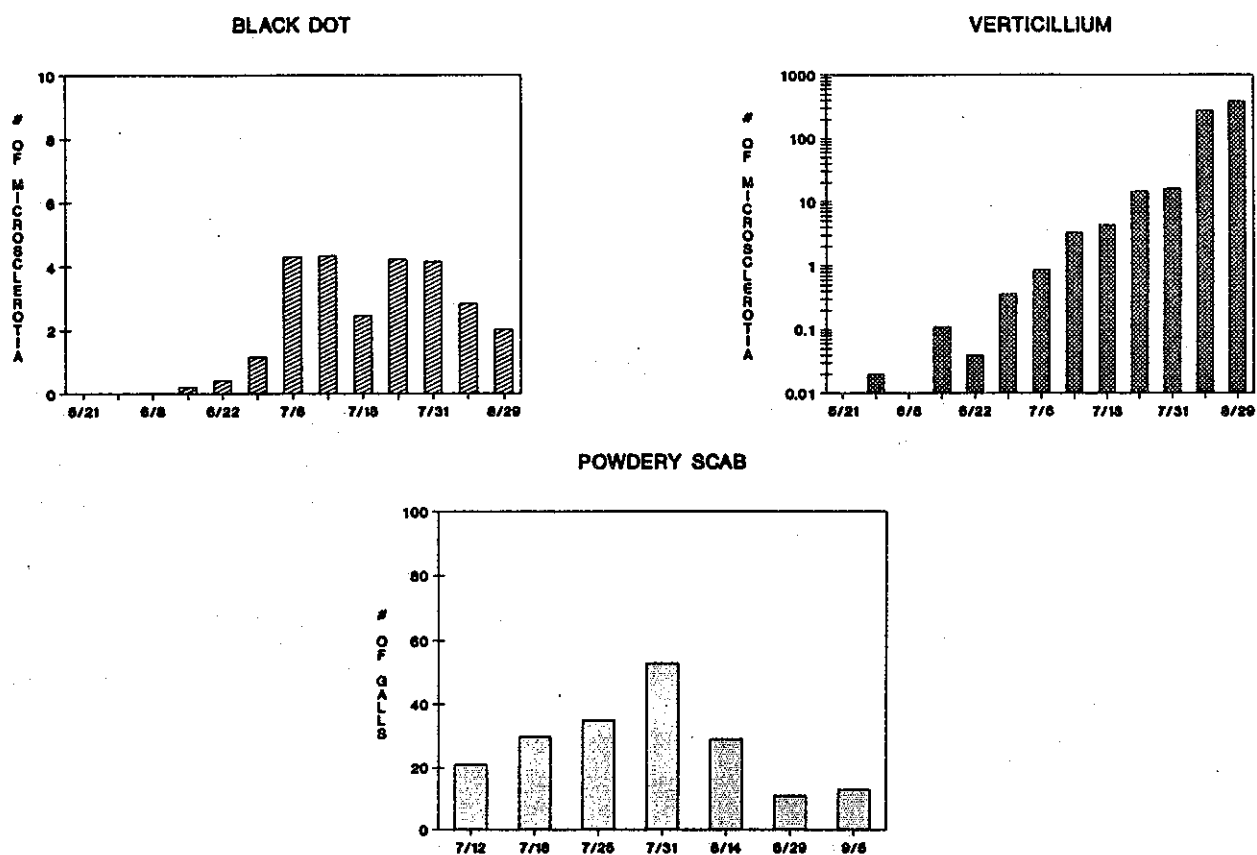 BLACK DOT
# OF MICROSCLEROTIA
10
8
6
4
2
0
5/21 6/8 6/22 7/6 7/18 7/31 8/29
VERTICILLIUM
# OF MICROSCLEROTIA
1000
100
10
1
0.1
0.01
5/21 6/8 6/22 7/6 7/18 7/31 8/29
POWDERY SCAB
# OF GALLS
100
80
60
40
20
0
7/12 7/18 7/25 7/31 8/14 8/29